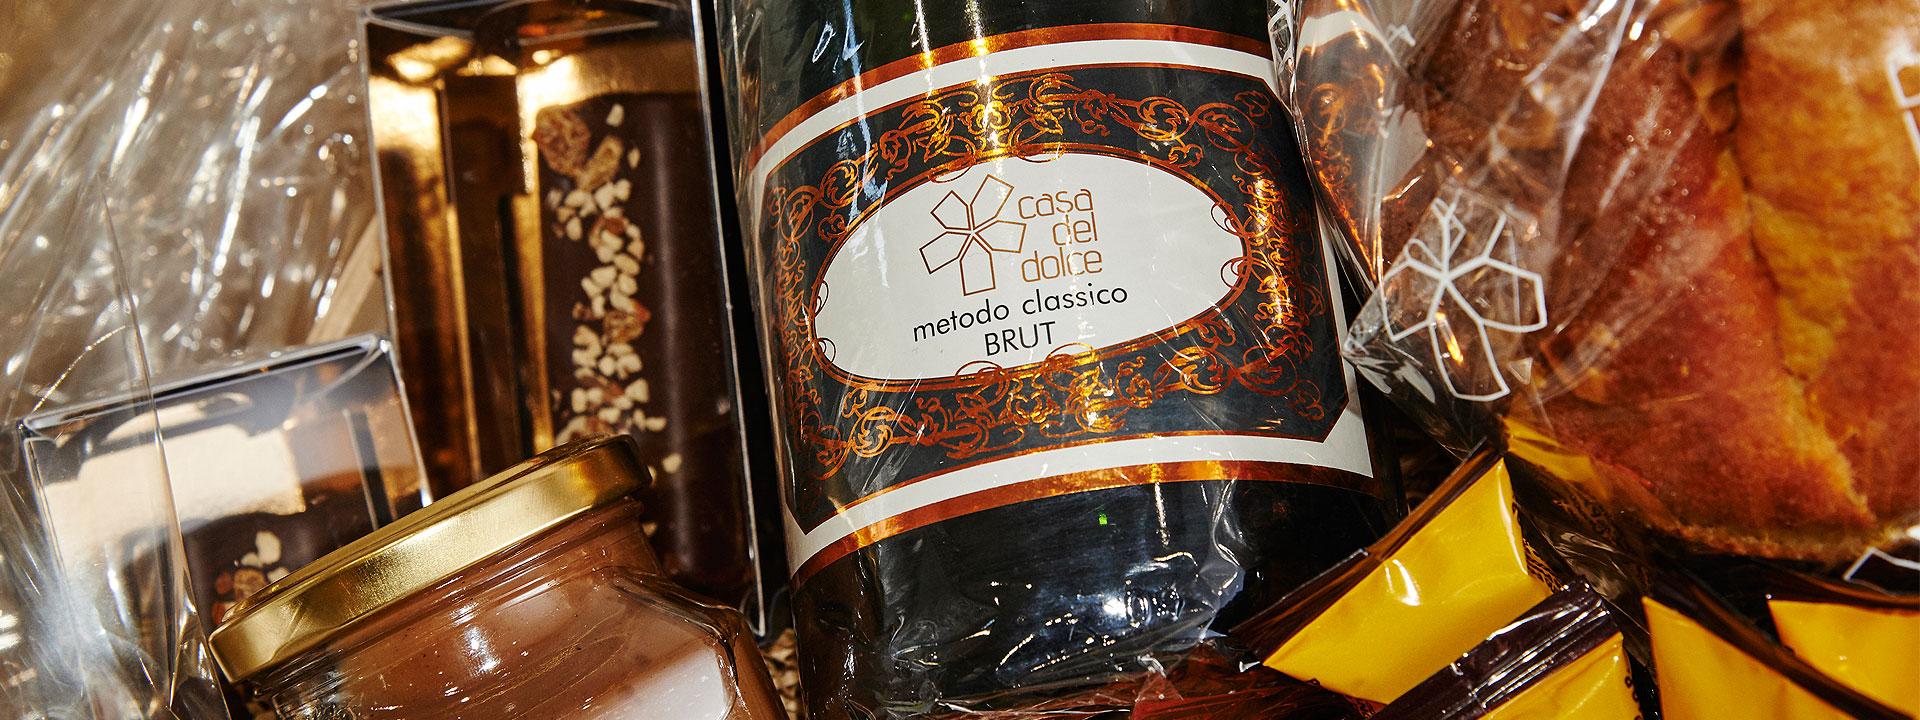 casa
del
dolce
metodo classico
BRUT